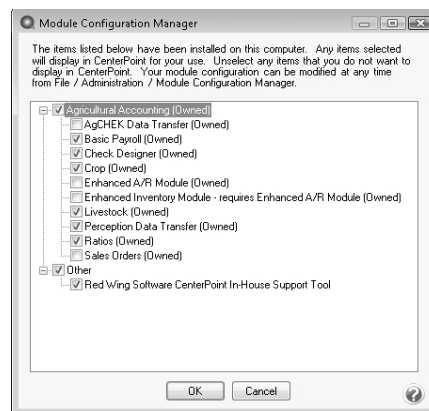 Module Configuration Manager
The items listed below have been installed on this computer. Any items selected
will display in CenterPoint for your use. Unselect any items that you do not want to
display in CenterPoint. Your module configuration can be modified at any time
from File / Administration / Module Configuration Manager.
Agricultural Accounting (Owned)
AgCHEK Data Transfer (Owned)
Basic Payroll (Owned)
Check Designer (Owned)
Crop (Owned)
Enhanced A/R Module (Owned)
Enhanced Inventory Module - requires Enhanced A/R Module (Owned)
Livestock (Owned)
Perception Data Transfer (Owned)
Ratios (Owned)
Sales Orders (Owned)
Other
Red Wing Software CenterPoint In-House Support Tool
OK Cancel
?